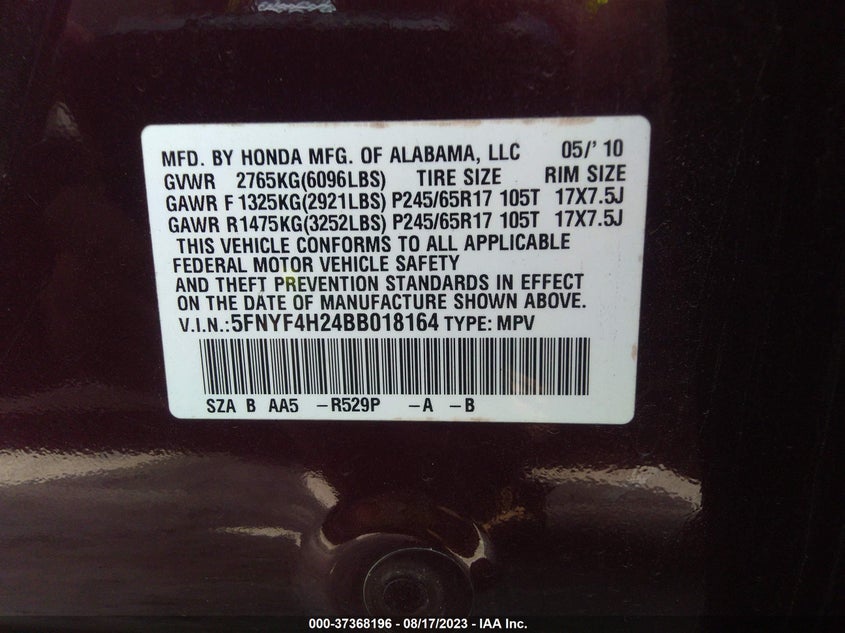 MFD. BY HONDA MFG. OF ALABAMA, LLC 05/' 10
GVWR 2765KG(6096LBS) TIRE SIZE RIM SIZE
GAWR F 1325KG(2921LBS) P245/65R17 105T 17X7.5J
GAWR R1475KG(3252LBS) P245/65R17 105T 17X7.5J
THIS VEHICLE CONFORMS TO ALL APPLICABLE
FEDERAL MOTOR VEHICLE SAFETY
AND THEFT PREVENTION STANDARDS IN EFFECT
ON THE DATE OF MANUFACTURE SHOWN ABOVE.
V.I.N.:5FNYF4H24BB018164 TYPE: MPV
SZA B AA5 -R529P -A -B
000-37368196 - 08/17/2023 - IAA Inc.